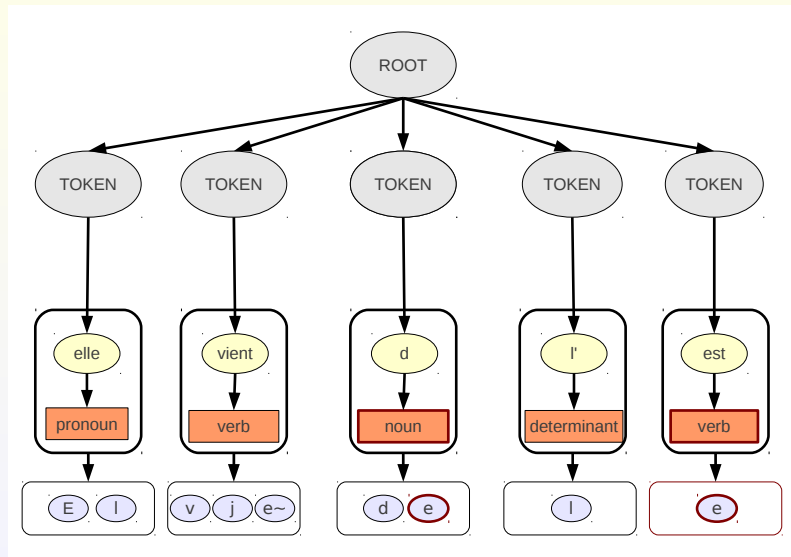 ROOT
TOKEN TOKEN TOKEN TOKEN TOKEN
elle vient d l' est
pronoun verb noun determinant verb
E l v j e~ d e l e